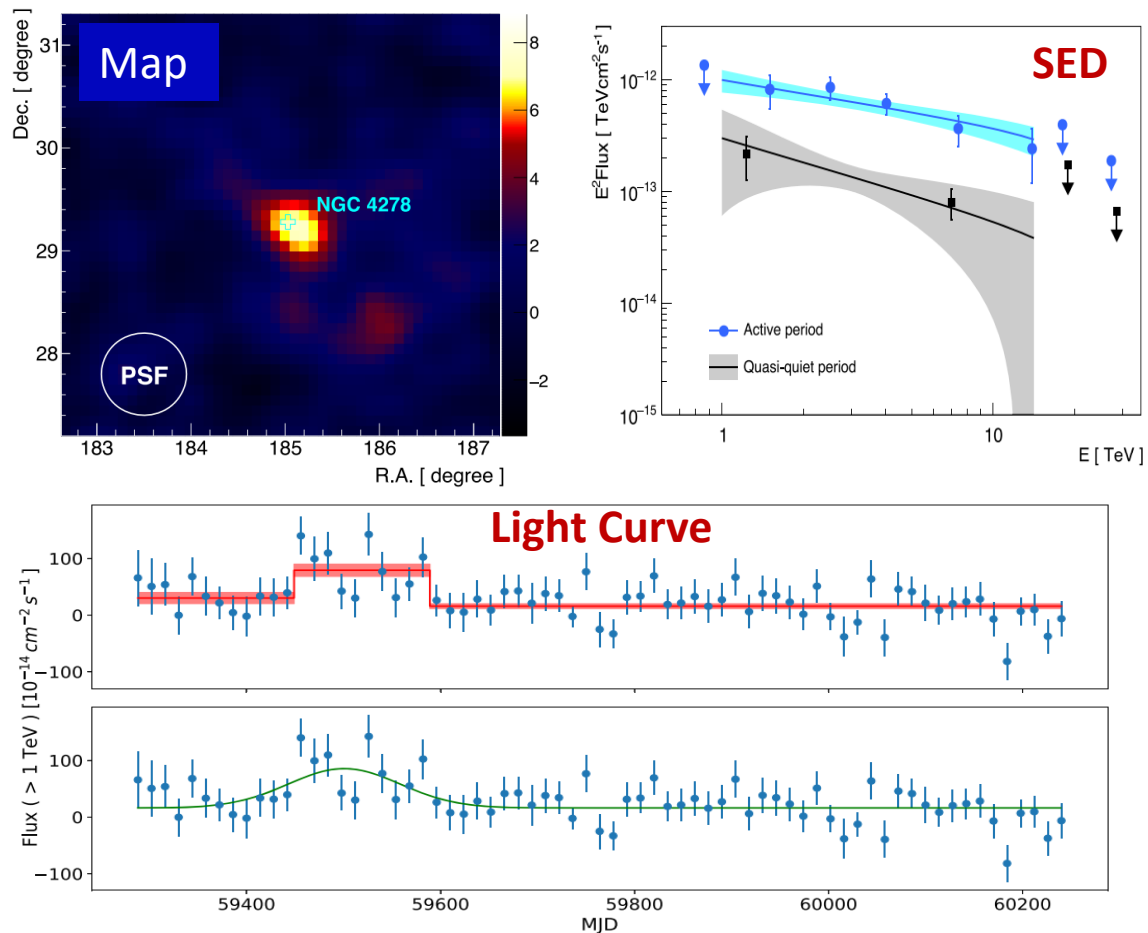 Map
Dec. [ degree ]
31
30
29
28
NGC 4278
PSF
183
184
185
186
187
R.A. [ degree ]
8
6
4
2
0
−2
SED
E²Flux [ TeVcm⁻²s⁻¹ ]
10⁻¹²
10⁻¹³
10⁻¹⁴
10⁻¹⁵
Active period
Quasi-quiet period
1
10
E [ TeV ]
Light Curve
Flux ( > 1 TeV ) [10⁻¹⁴ cm⁻² s⁻¹]
100
0
−100
100
0
−100
59400
59600
59800
60000
60200
MJD